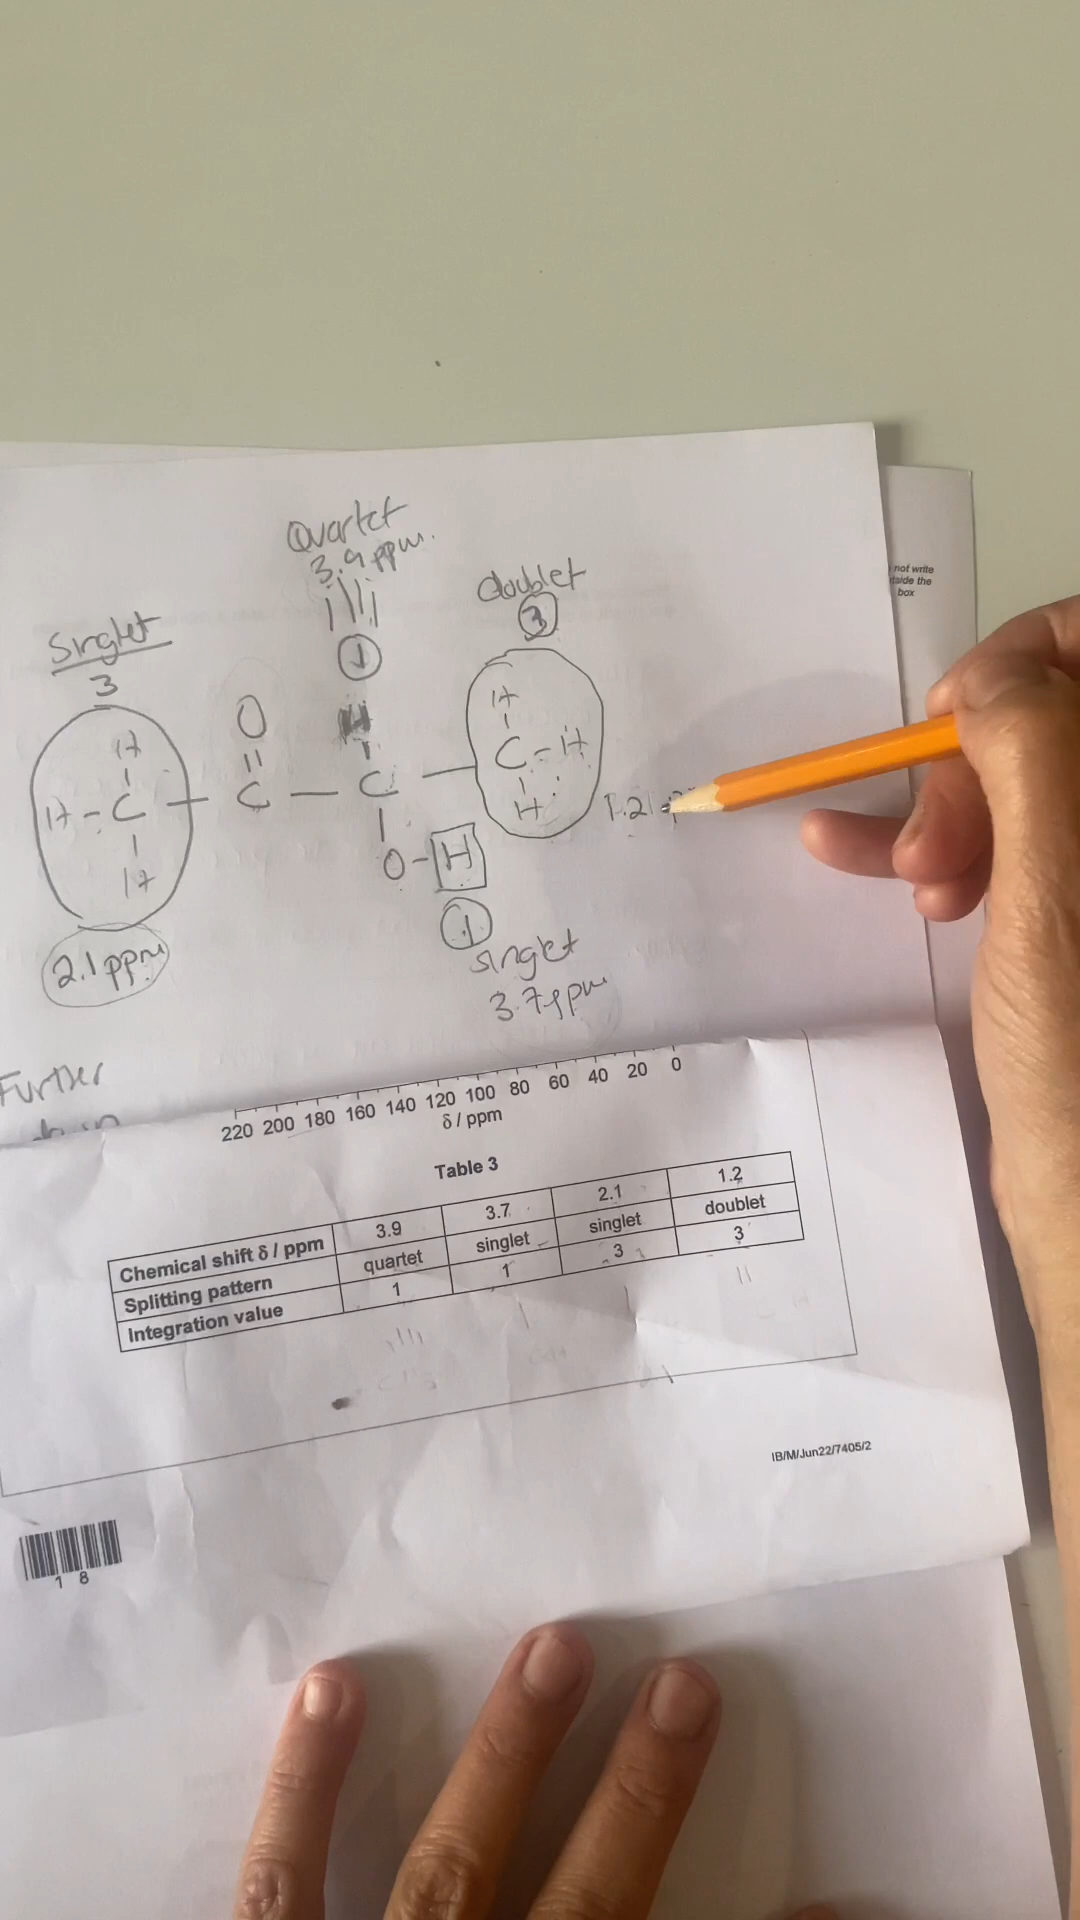 Quartet
3.9 ppm.
not write
tside the
box
doublet
3
Singlet
3
1
H
O
H
H
H
||
H - C - C - C - C - H
H
O - H
H
1.21
1
singlet
2.1 ppm
3.7 ppm
Further
down
220 200 180 160 140 120 100 80 60 40 20 0
δ / ppm
Table 3
Chemical shift δ / ppm 3.9 3.7 2.1 1.2
Splitting pattern quartet singlet singlet doublet
Integration value 1 1 3 3
IB/M/Jun22/7405/2
1 8